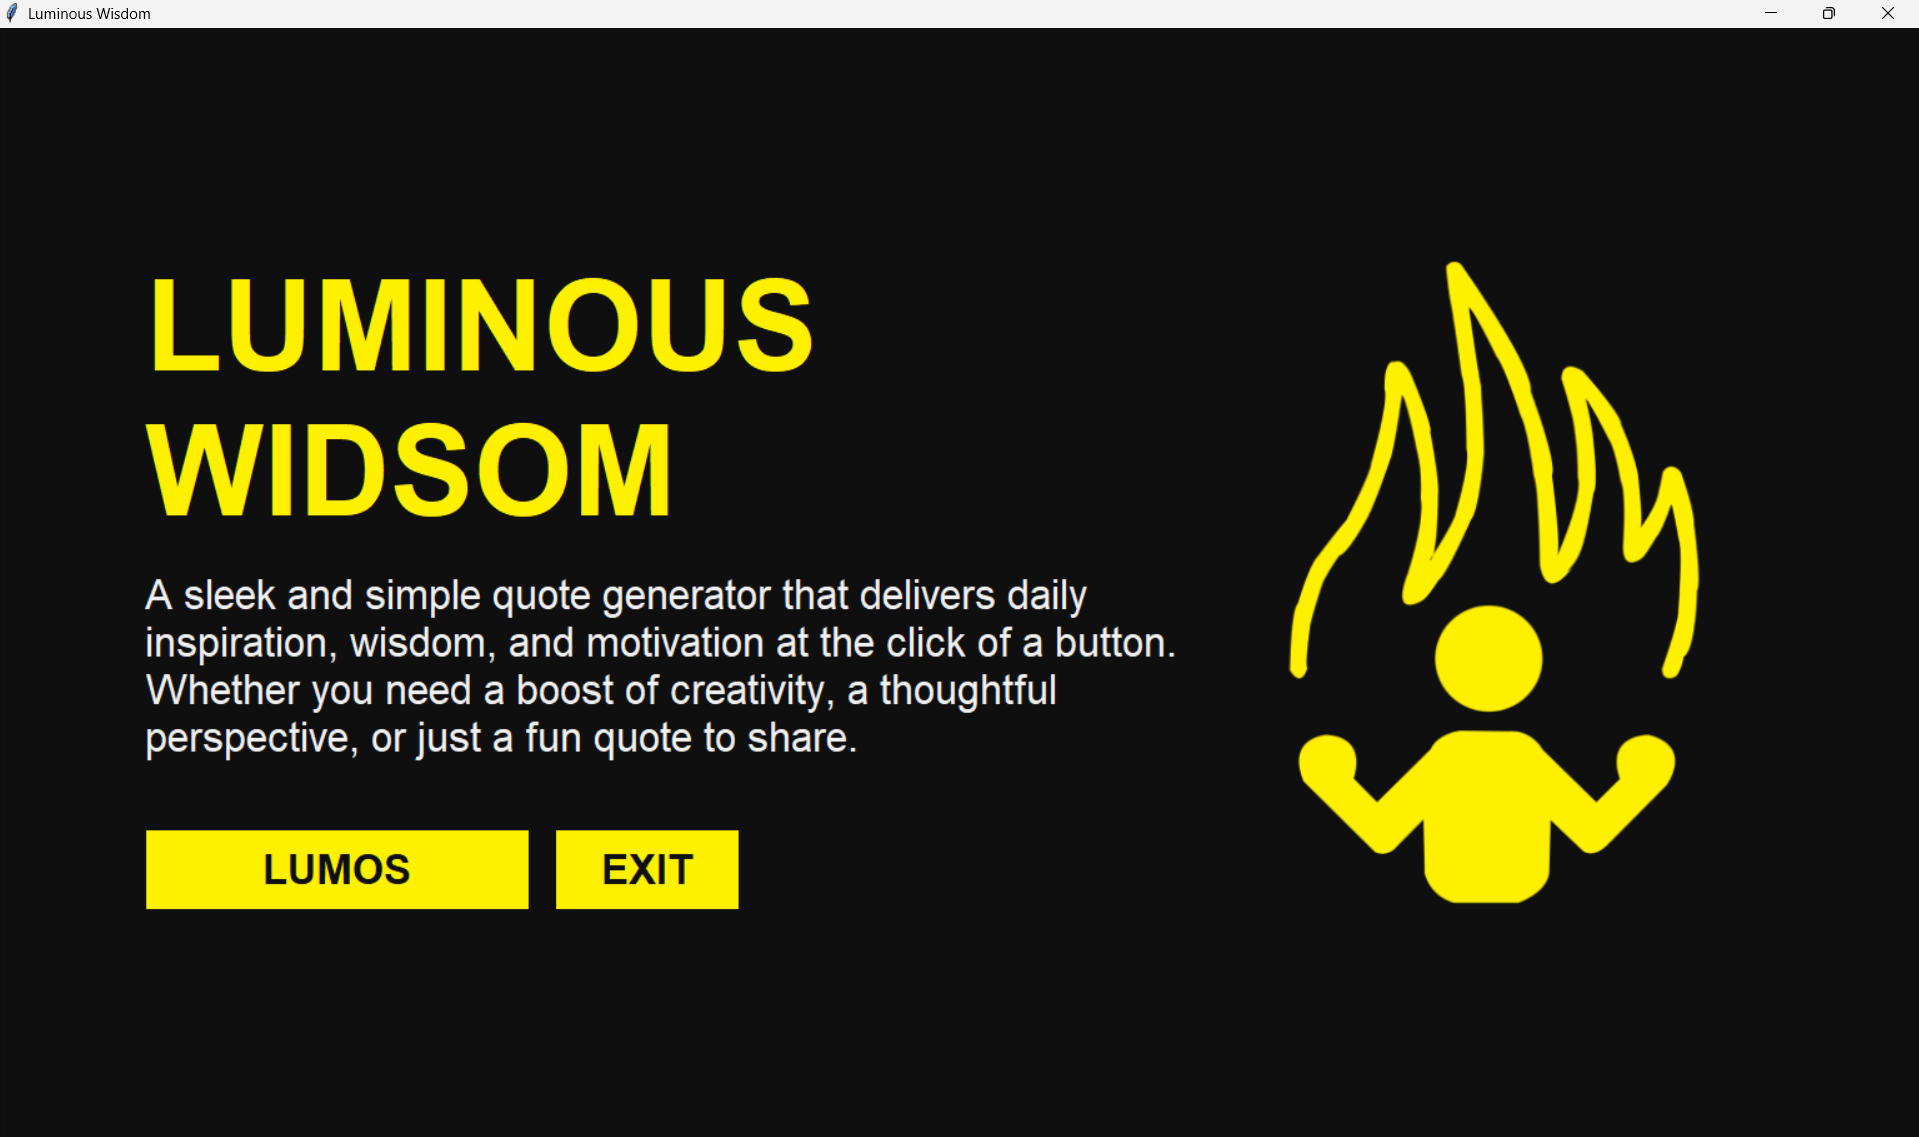 Luminous Wisdom
LUMINOUS
WIDSOM
A sleek and simple quote generator that delivers daily
inspiration, wisdom, and motivation at the click of a button.
Whether you need a boost of creativity, a thoughtful
perspective, or just a fun quote to share.
LUMOS EXIT